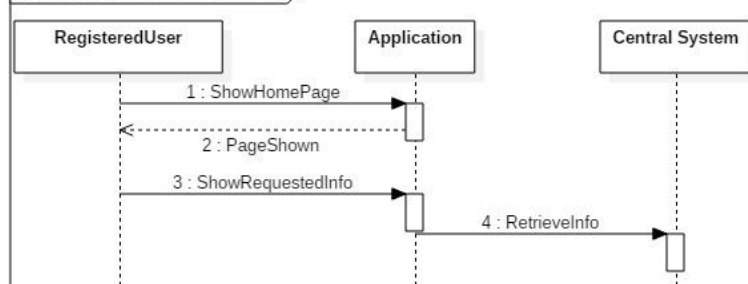 RegisteredUser
Application
Central System
1 : ShowHomePage
2 : PageShown
3 : ShowRequestedInfo
4 : RetrieveInfo